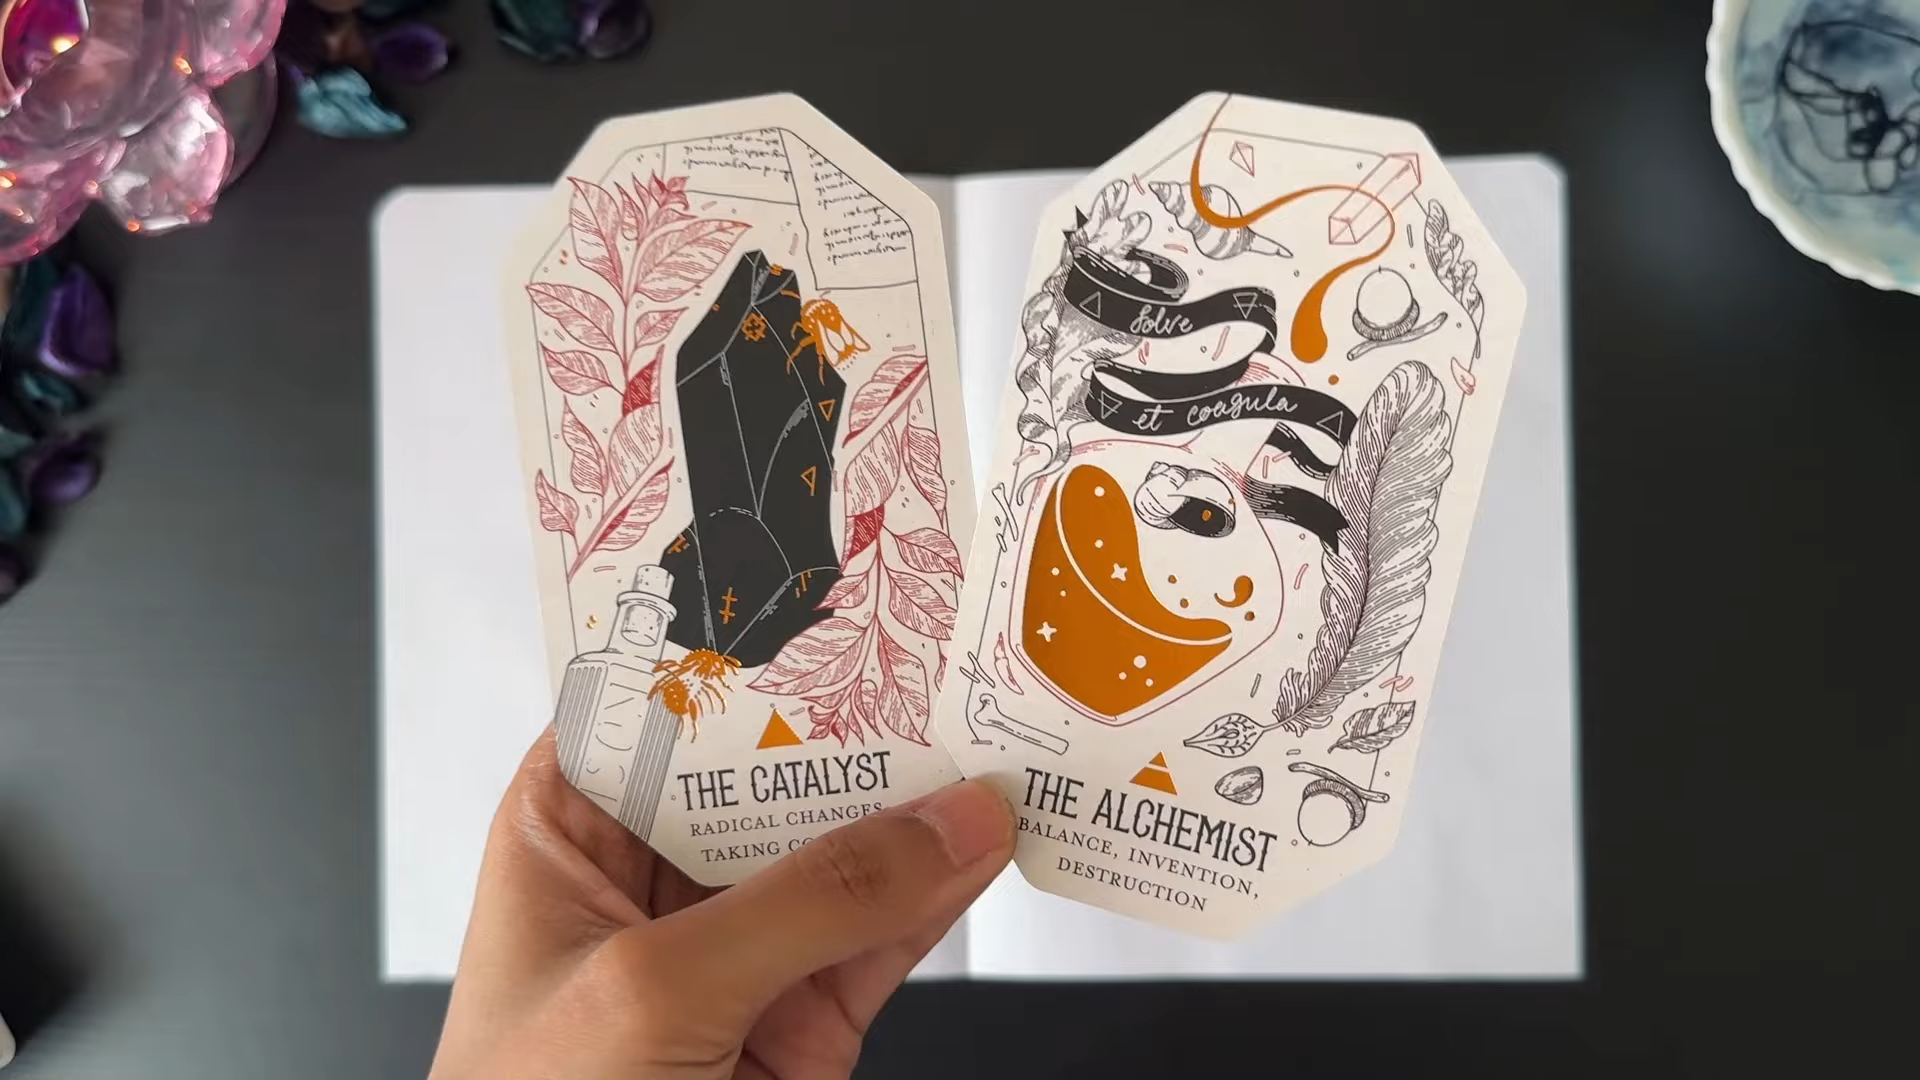 THE CATALYST
RADICAL CHANGES
TAKING
Solve
et coagula
THE ALCHEMIST
BALANCE, INVENTION,
DESTRUCTION